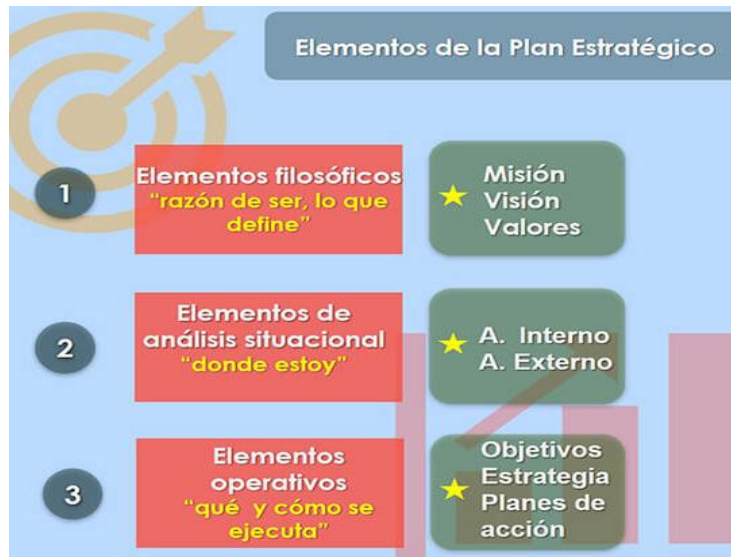 Elementos de la Plan Estratégico
1
Elementos filosóficos
“razón de ser, lo que
define”
Misión
Visión
Valores
2
Elementos de
análisis situacional
“donde estoy”
A. Interno
A. Externo
3
Elementos
operativos
“qué y cómo se
ejecuta”
Objetivos
Estrategia
Planes de
acción